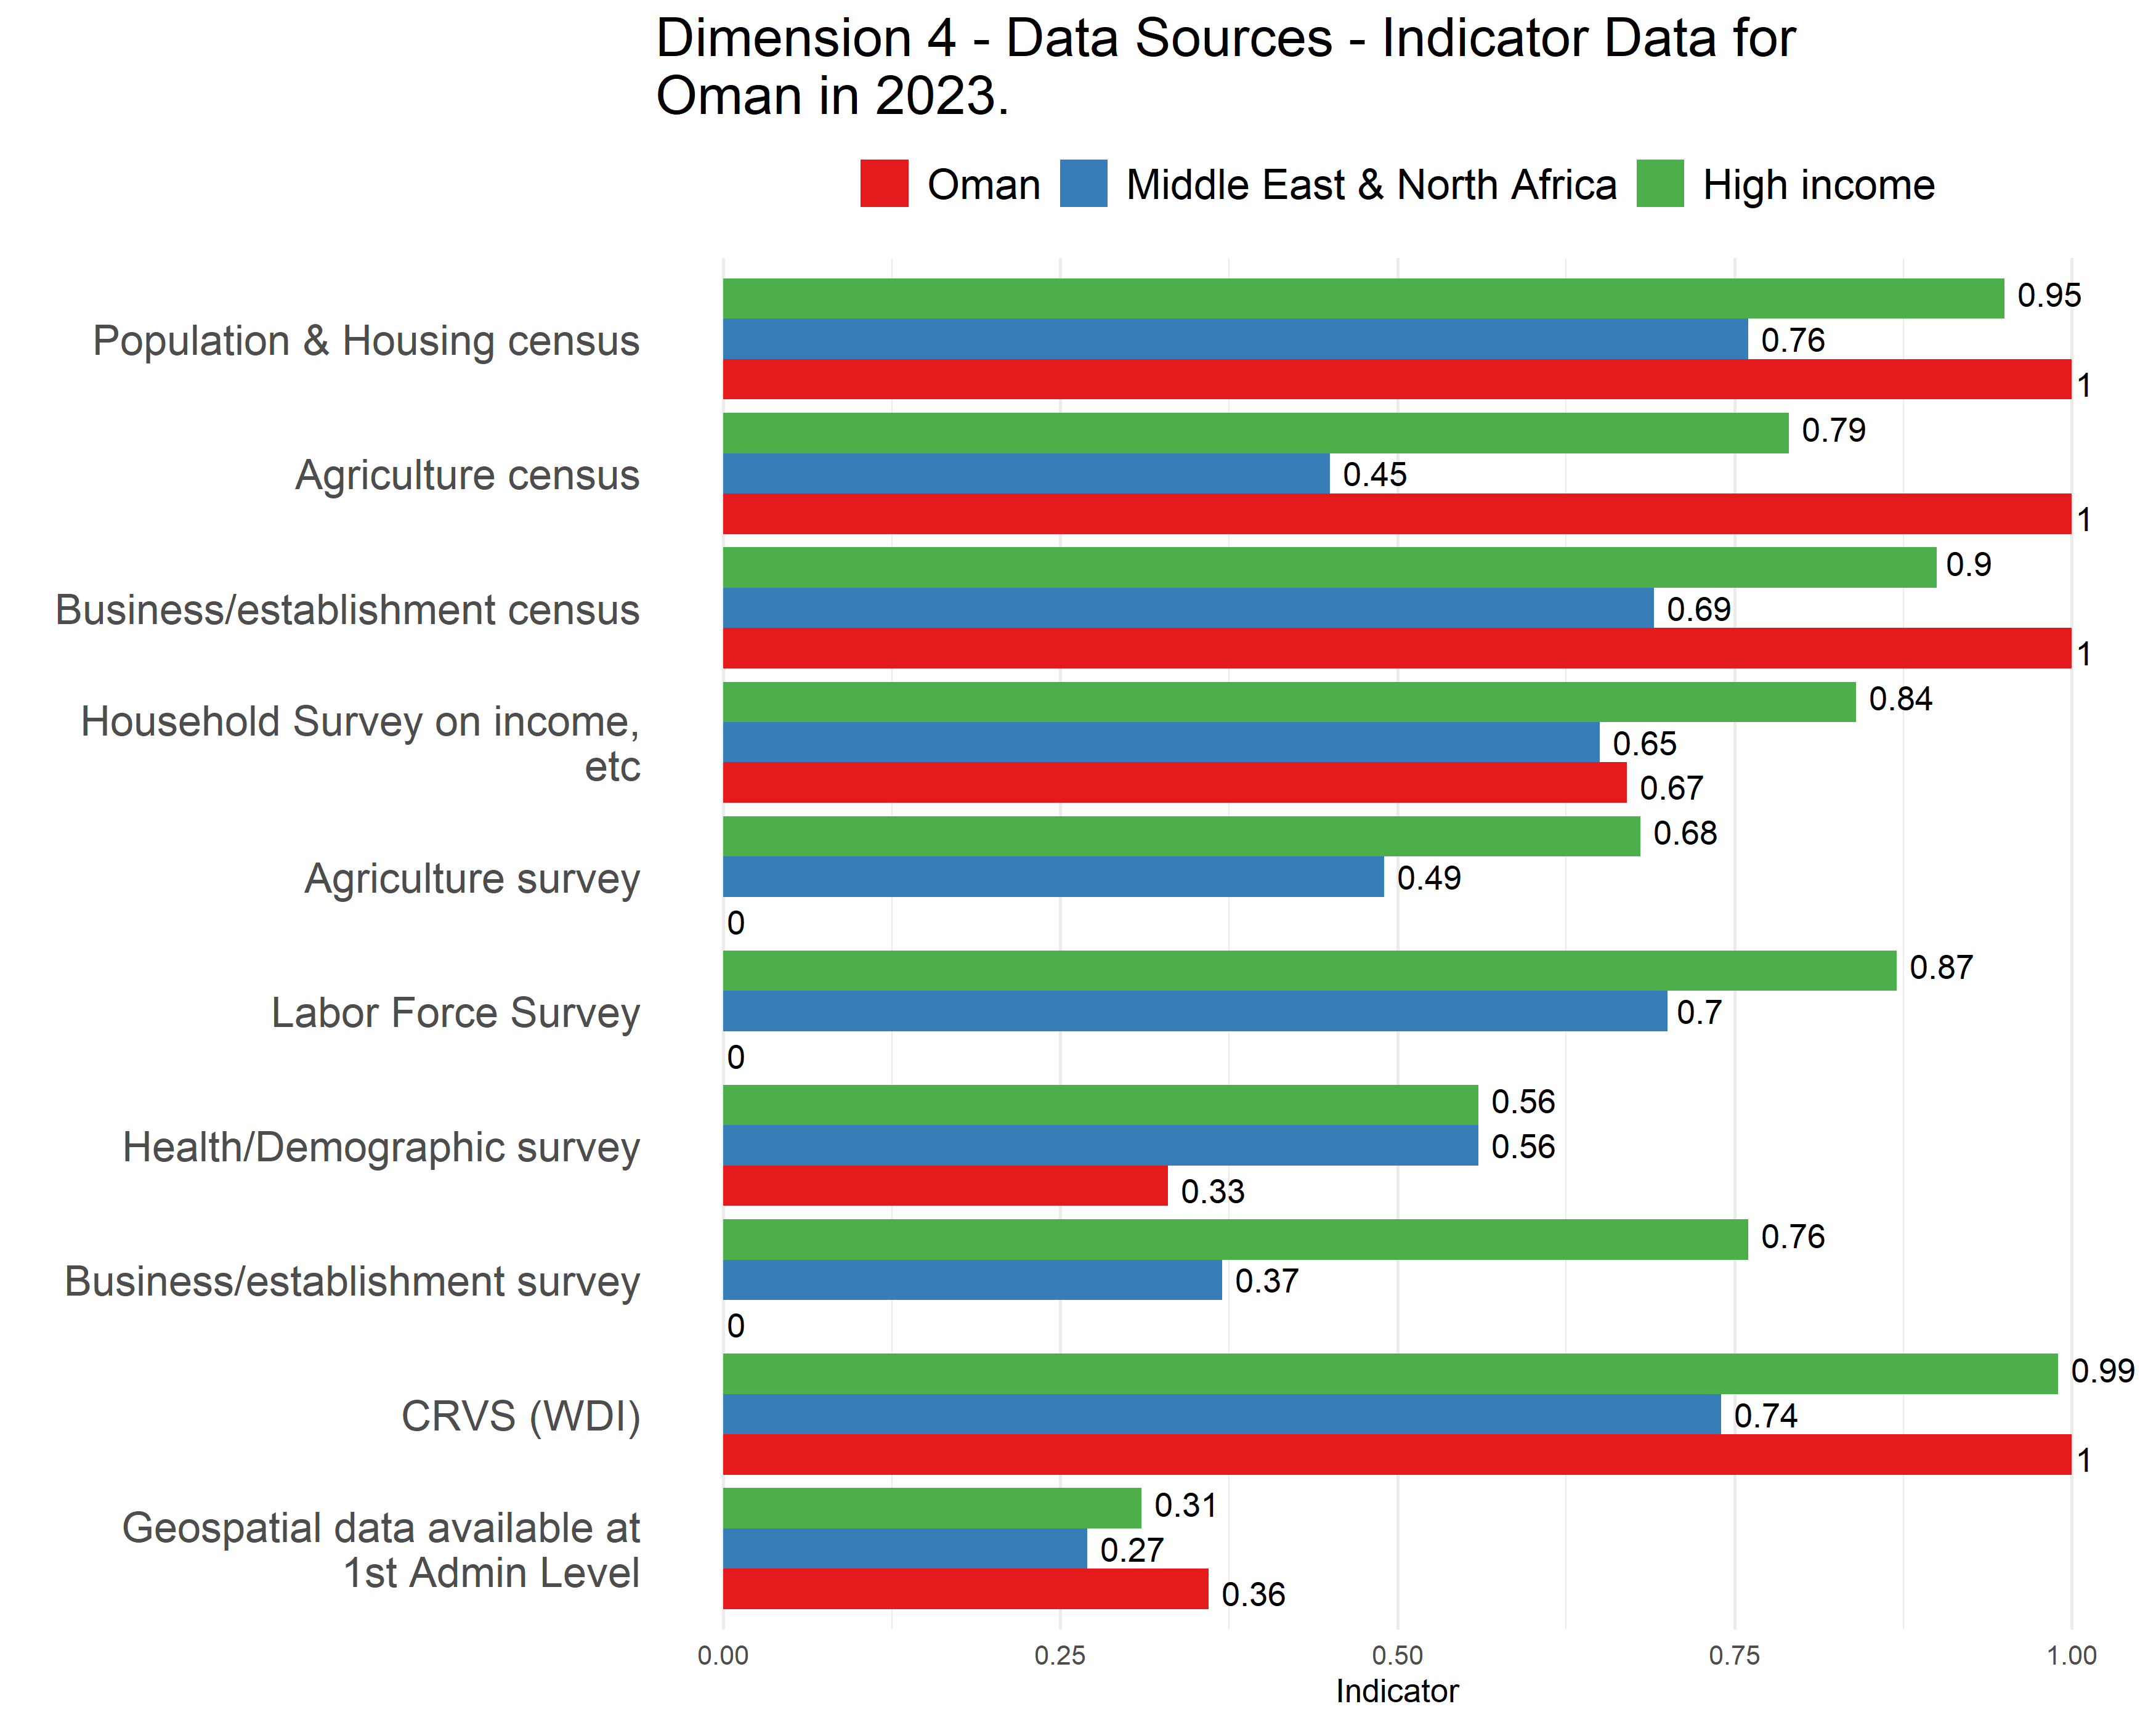 Dimension 4 - Data Sources - Indicator Data for
Oman in 2023.
Oman Middle East & North Africa High income
Population & Housing census
0.95
0.76
1
Agriculture census
0.79
0.45
1
Business/establishment census
0.9
0.69
1
Household Survey on income,
etc
0.84
0.65
0.67
Agriculture survey
0.68
0.49
0
Labor Force Survey
0.87
0.7
0
Health/Demographic survey
0.56
0.56
0.33
Business/establishment survey
0.76
0.37
0
CRVS (WDI)
0.99
0.74
1
Geospatial data available at
1st Admin Level
0.31
0.27
0.36
0.00 0.25 0.50 0.75 1.00
Indicator